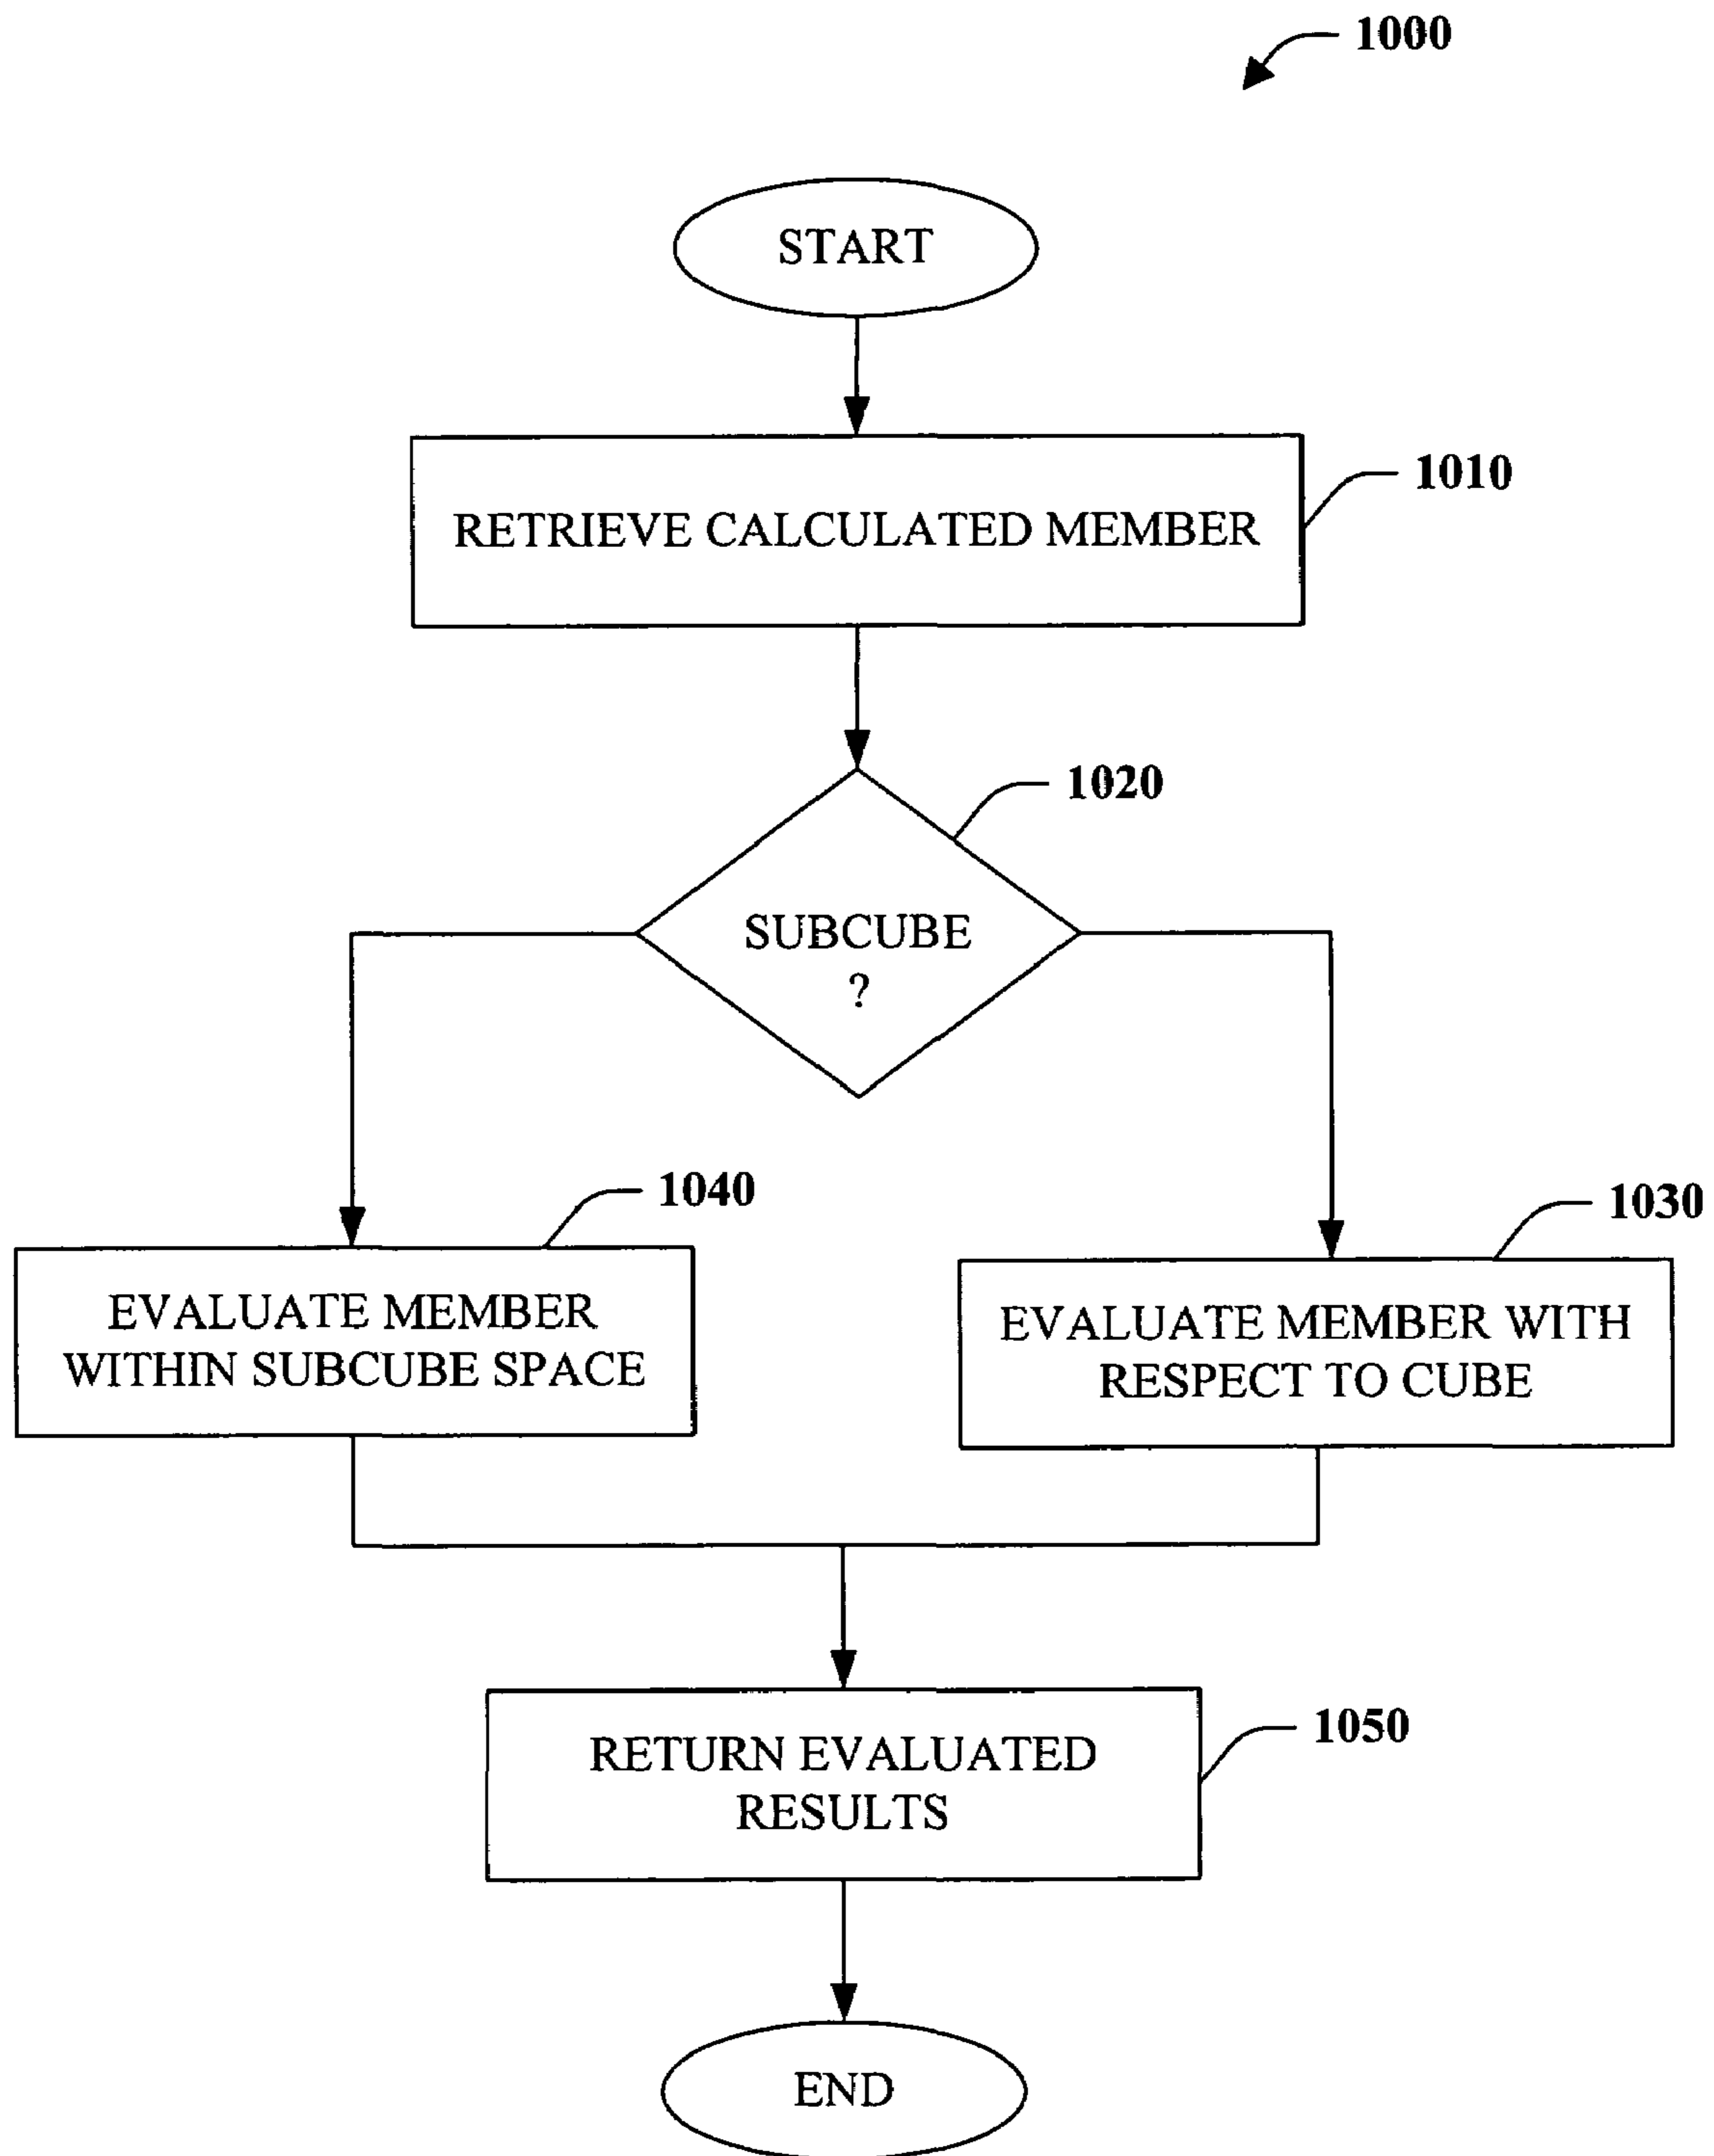 1000
START
1010
RETRIEVE CALCULATED MEMBER
1020
SUBCUBE
?
1040
EVALUATE MEMBER
WITHIN SUBCUBE SPACE
1030
EVALUATE MEMBER WITH
RESPECT TO CUBE
1050
RETURN EVALUATED
RESULTS
END